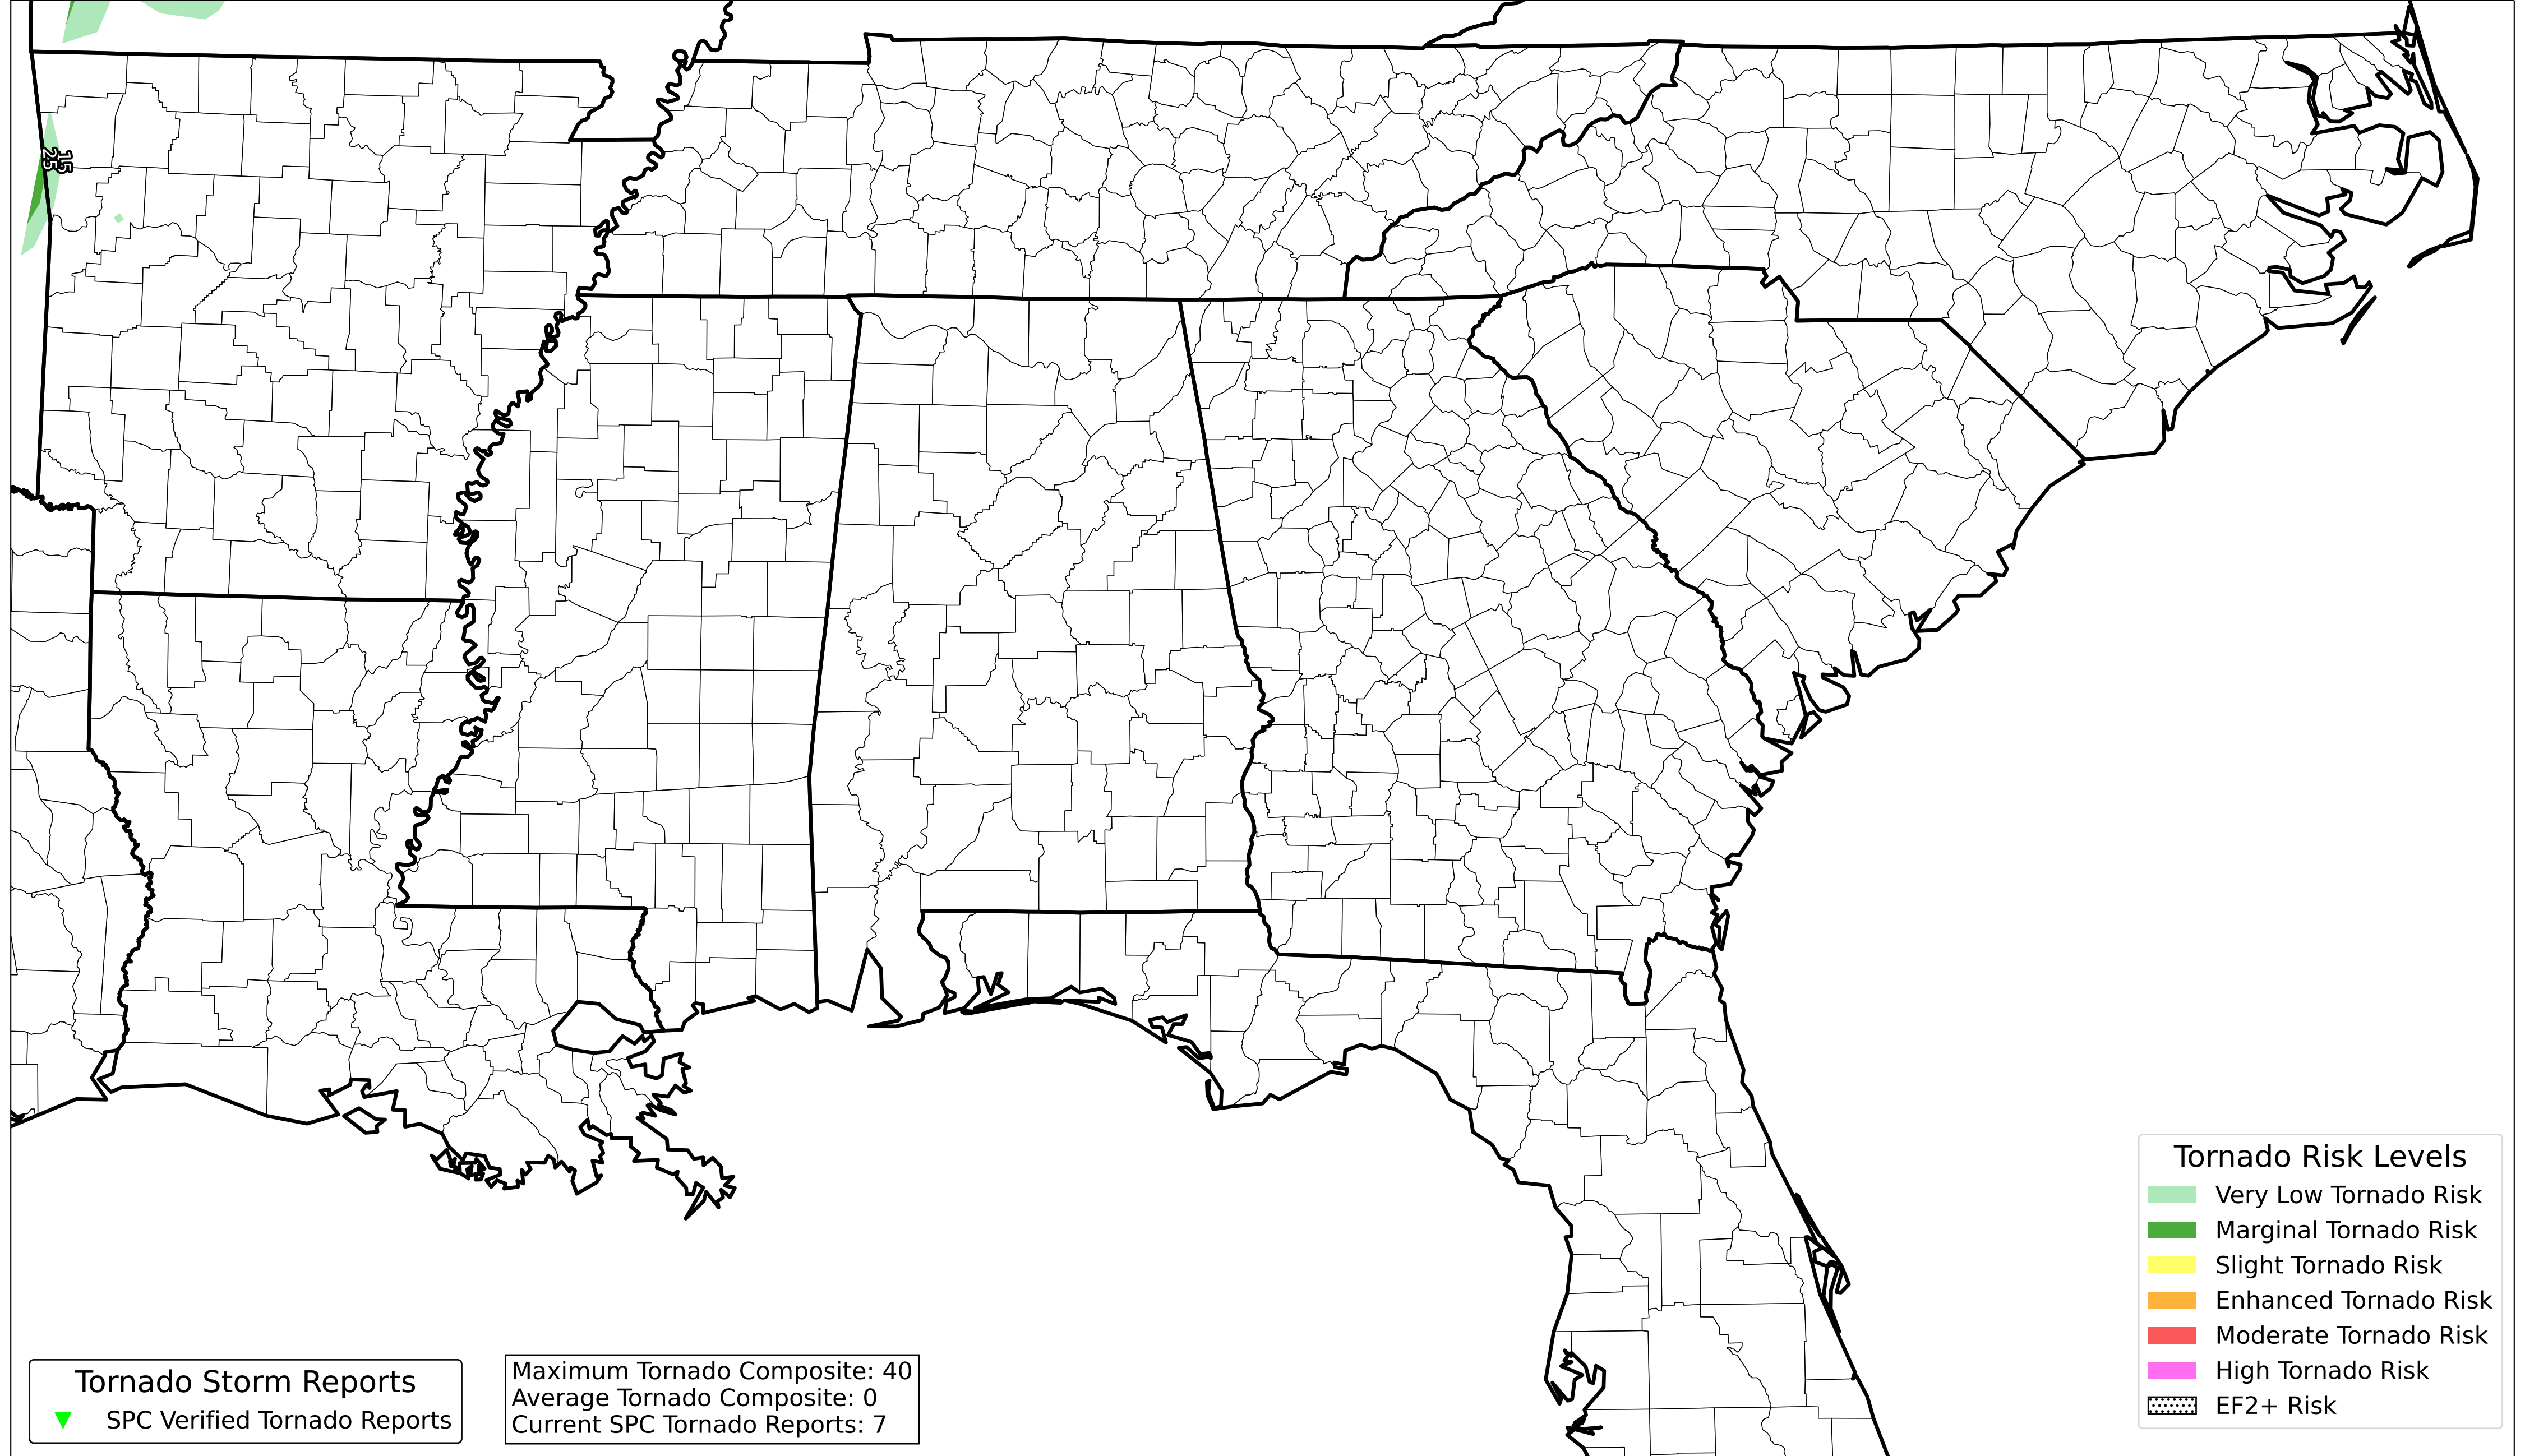 15
25
Tornado Risk Levels
Very Low Tornado Risk
Marginal Tornado Risk
Slight Tornado Risk
Enhanced Tornado Risk
Moderate Tornado Risk
High Tornado Risk
EF2+ Risk
Tornado Storm Reports
SPC Verified Tornado Reports
Maximum Tornado Composite: 40
Average Tornado Composite: 0
Current SPC Tornado Reports: 7